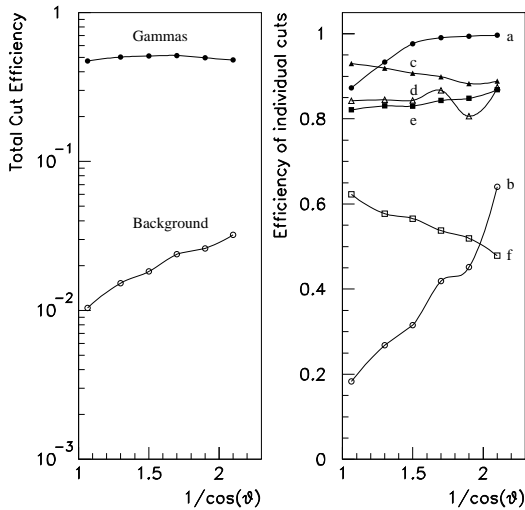 Total Cut Efficiency
1
10⁻¹
10⁻²
10⁻³
Gammas
Background
1 1.5 2
1/cos(ϑ)
Efficiency of individual cuts
1
0.8
0.6
0.4
0.2
0
a
c
d
e
b
f
1 1.5 2
1/cos(ϑ)